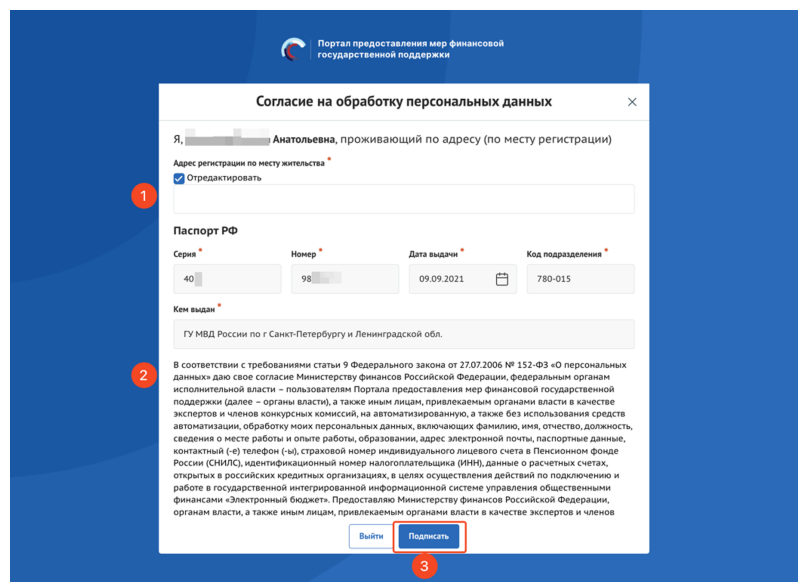 Портал предоставления мер финансовой
государственной поддержки
Согласие на обработку персональных данных
Я, Анатольевна, проживающий по адресу (по месту регистрации)
Адрес регистрации по месту жительства *
Отредактировать
1
Паспорт РФ
Серия * Номер * Дата выдачи * Код подразделения *
40 98 09.09.2021 780-015
Кем выдан *
ГУ МВД России по г Санкт-Петербургу и Ленинградской обл.
2
В соответствии с требованиями статьи 9 Федерального закона от 27.07.2006 № 152-ФЗ «О персональных
данных» даю свое согласие Министерству финансов Российской Федерации, федеральным органам
исполнительной власти – пользователям Портала предоставления мер финансовой государственной
поддержки (далее – органы власти), а также иным лицам, привлекаемым органами власти в качестве
экспертов и членов конкурсных комиссий, на автоматизированную, а также без использования средств
автоматизации, обработку моих персональных данных, включающих фамилию, имя, отчество, должность,
сведения о месте работы и опыте работы, образовании, адрес электронной почты, паспортные данные,
контактный (-е) телефон (-ы), страховой номер индивидуального лицевого счета в Пенсионном фонде
России (СНИЛС), идентификационный номер налогоплательщика (ИНН), данные о расчетных счетах,
открытых в российских кредитных организациях, в целях осуществления действий по подключению и
работе в государственной интегрированной информационной системе управления общественными
финансами «Электронный бюджет». Предоставляю Министерству финансов Российской Федерации,
органам власти, а также иным лицам, привлекаемым органами власти в качестве экспертов и членов
Выйти Подписать
3